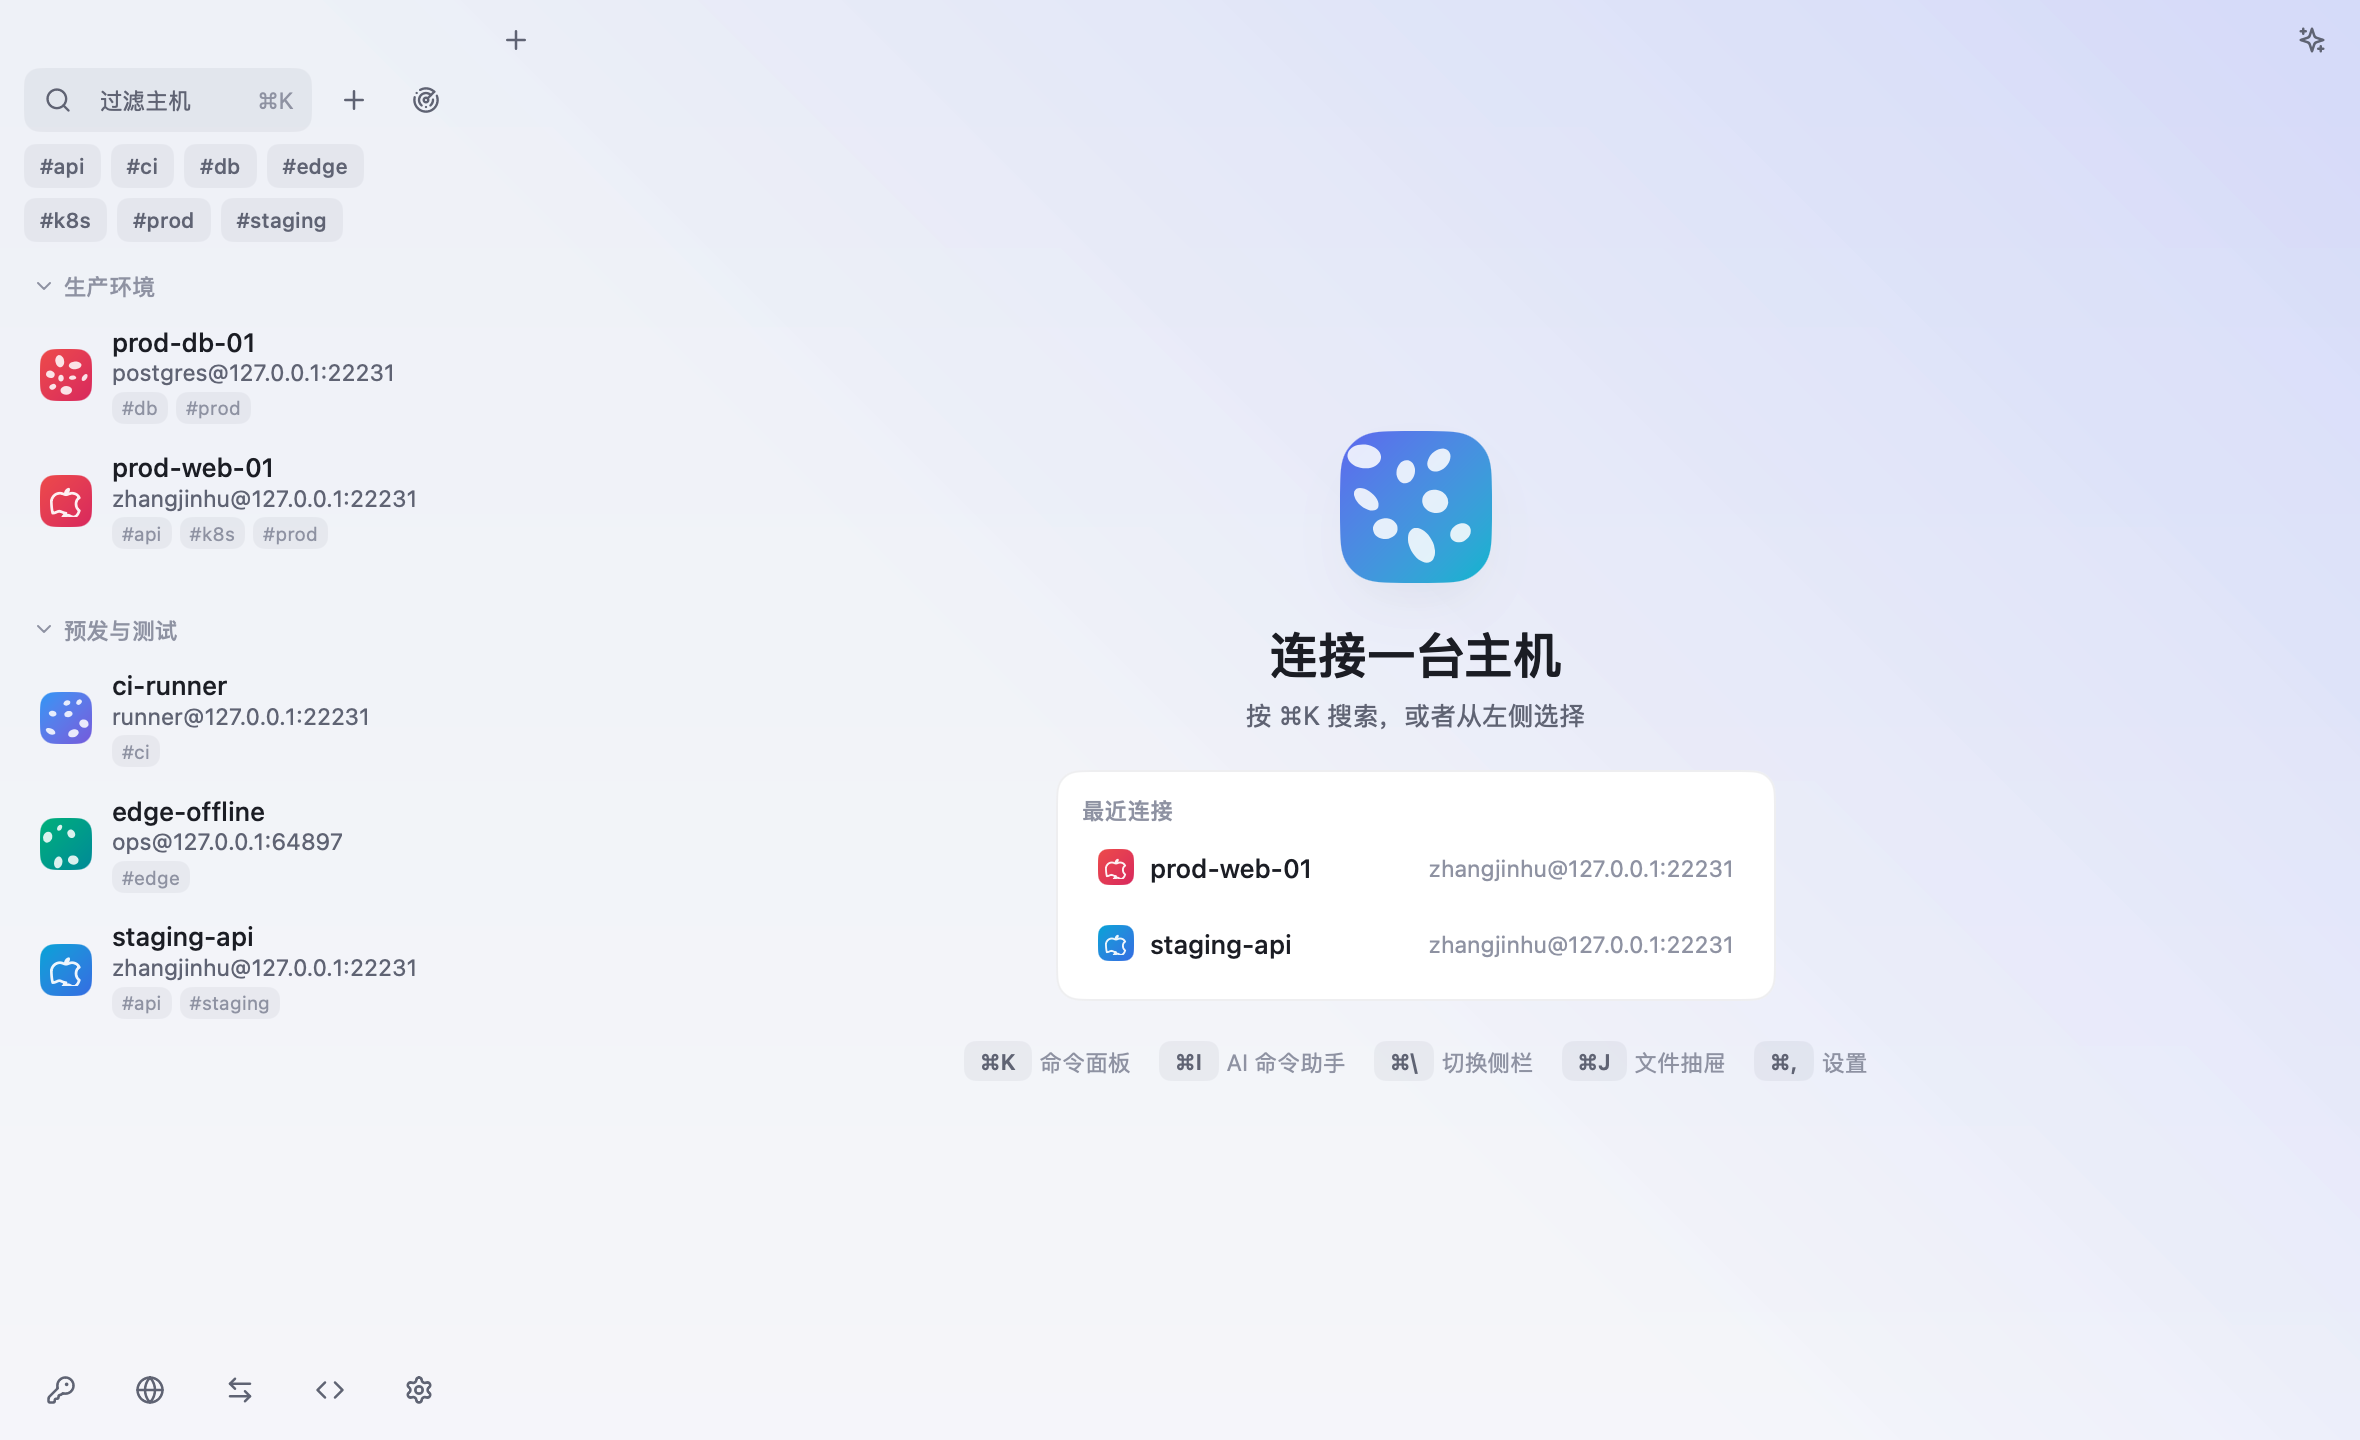 过滤主机 ⌘K
#api #ci #db #edge
#k8s #prod #staging
生产环境
prod-db-01
postgres@127.0.0.1:22231
#db #prod
prod-web-01
zhangjinhu@127.0.0.1:22231
#api #k8s #prod
预发与测试
ci-runner
runner@127.0.0.1:22231
#ci
edge-offline
ops@127.0.0.1:64897
#edge
staging-api
zhangjinhu@127.0.0.1:22231
#api #staging
连接一台主机
按 ⌘K 搜索，或者从左侧选择
最近连接
prod-web-01 zhangjinhu@127.0.0.1:22231
staging-api zhangjinhu@127.0.0.1:22231
⌘K 命令面板 ⌘I AI 命令助手 ⌘\ 切换侧栏 ⌘J 文件抽屉 ⌘, 设置